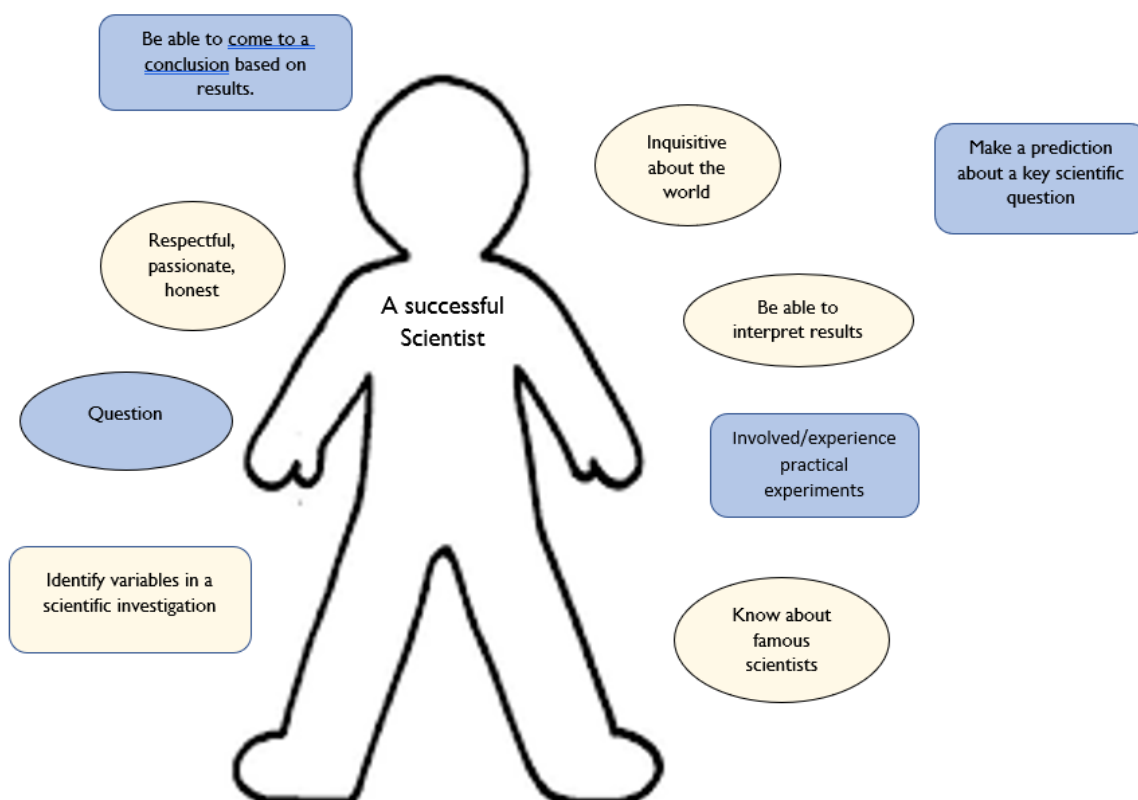 Be able to come to a
conclusion based on
results.
Inquisitive
about the
world
Make a prediction
about a key scientific
question
Respectful,
passionate,
honest
A successful
Scientist
Be able to
interpret results
Question
Involved/experience
practical
experiments
Identify variables in a
scientific investigation
Know about
famous
scientists